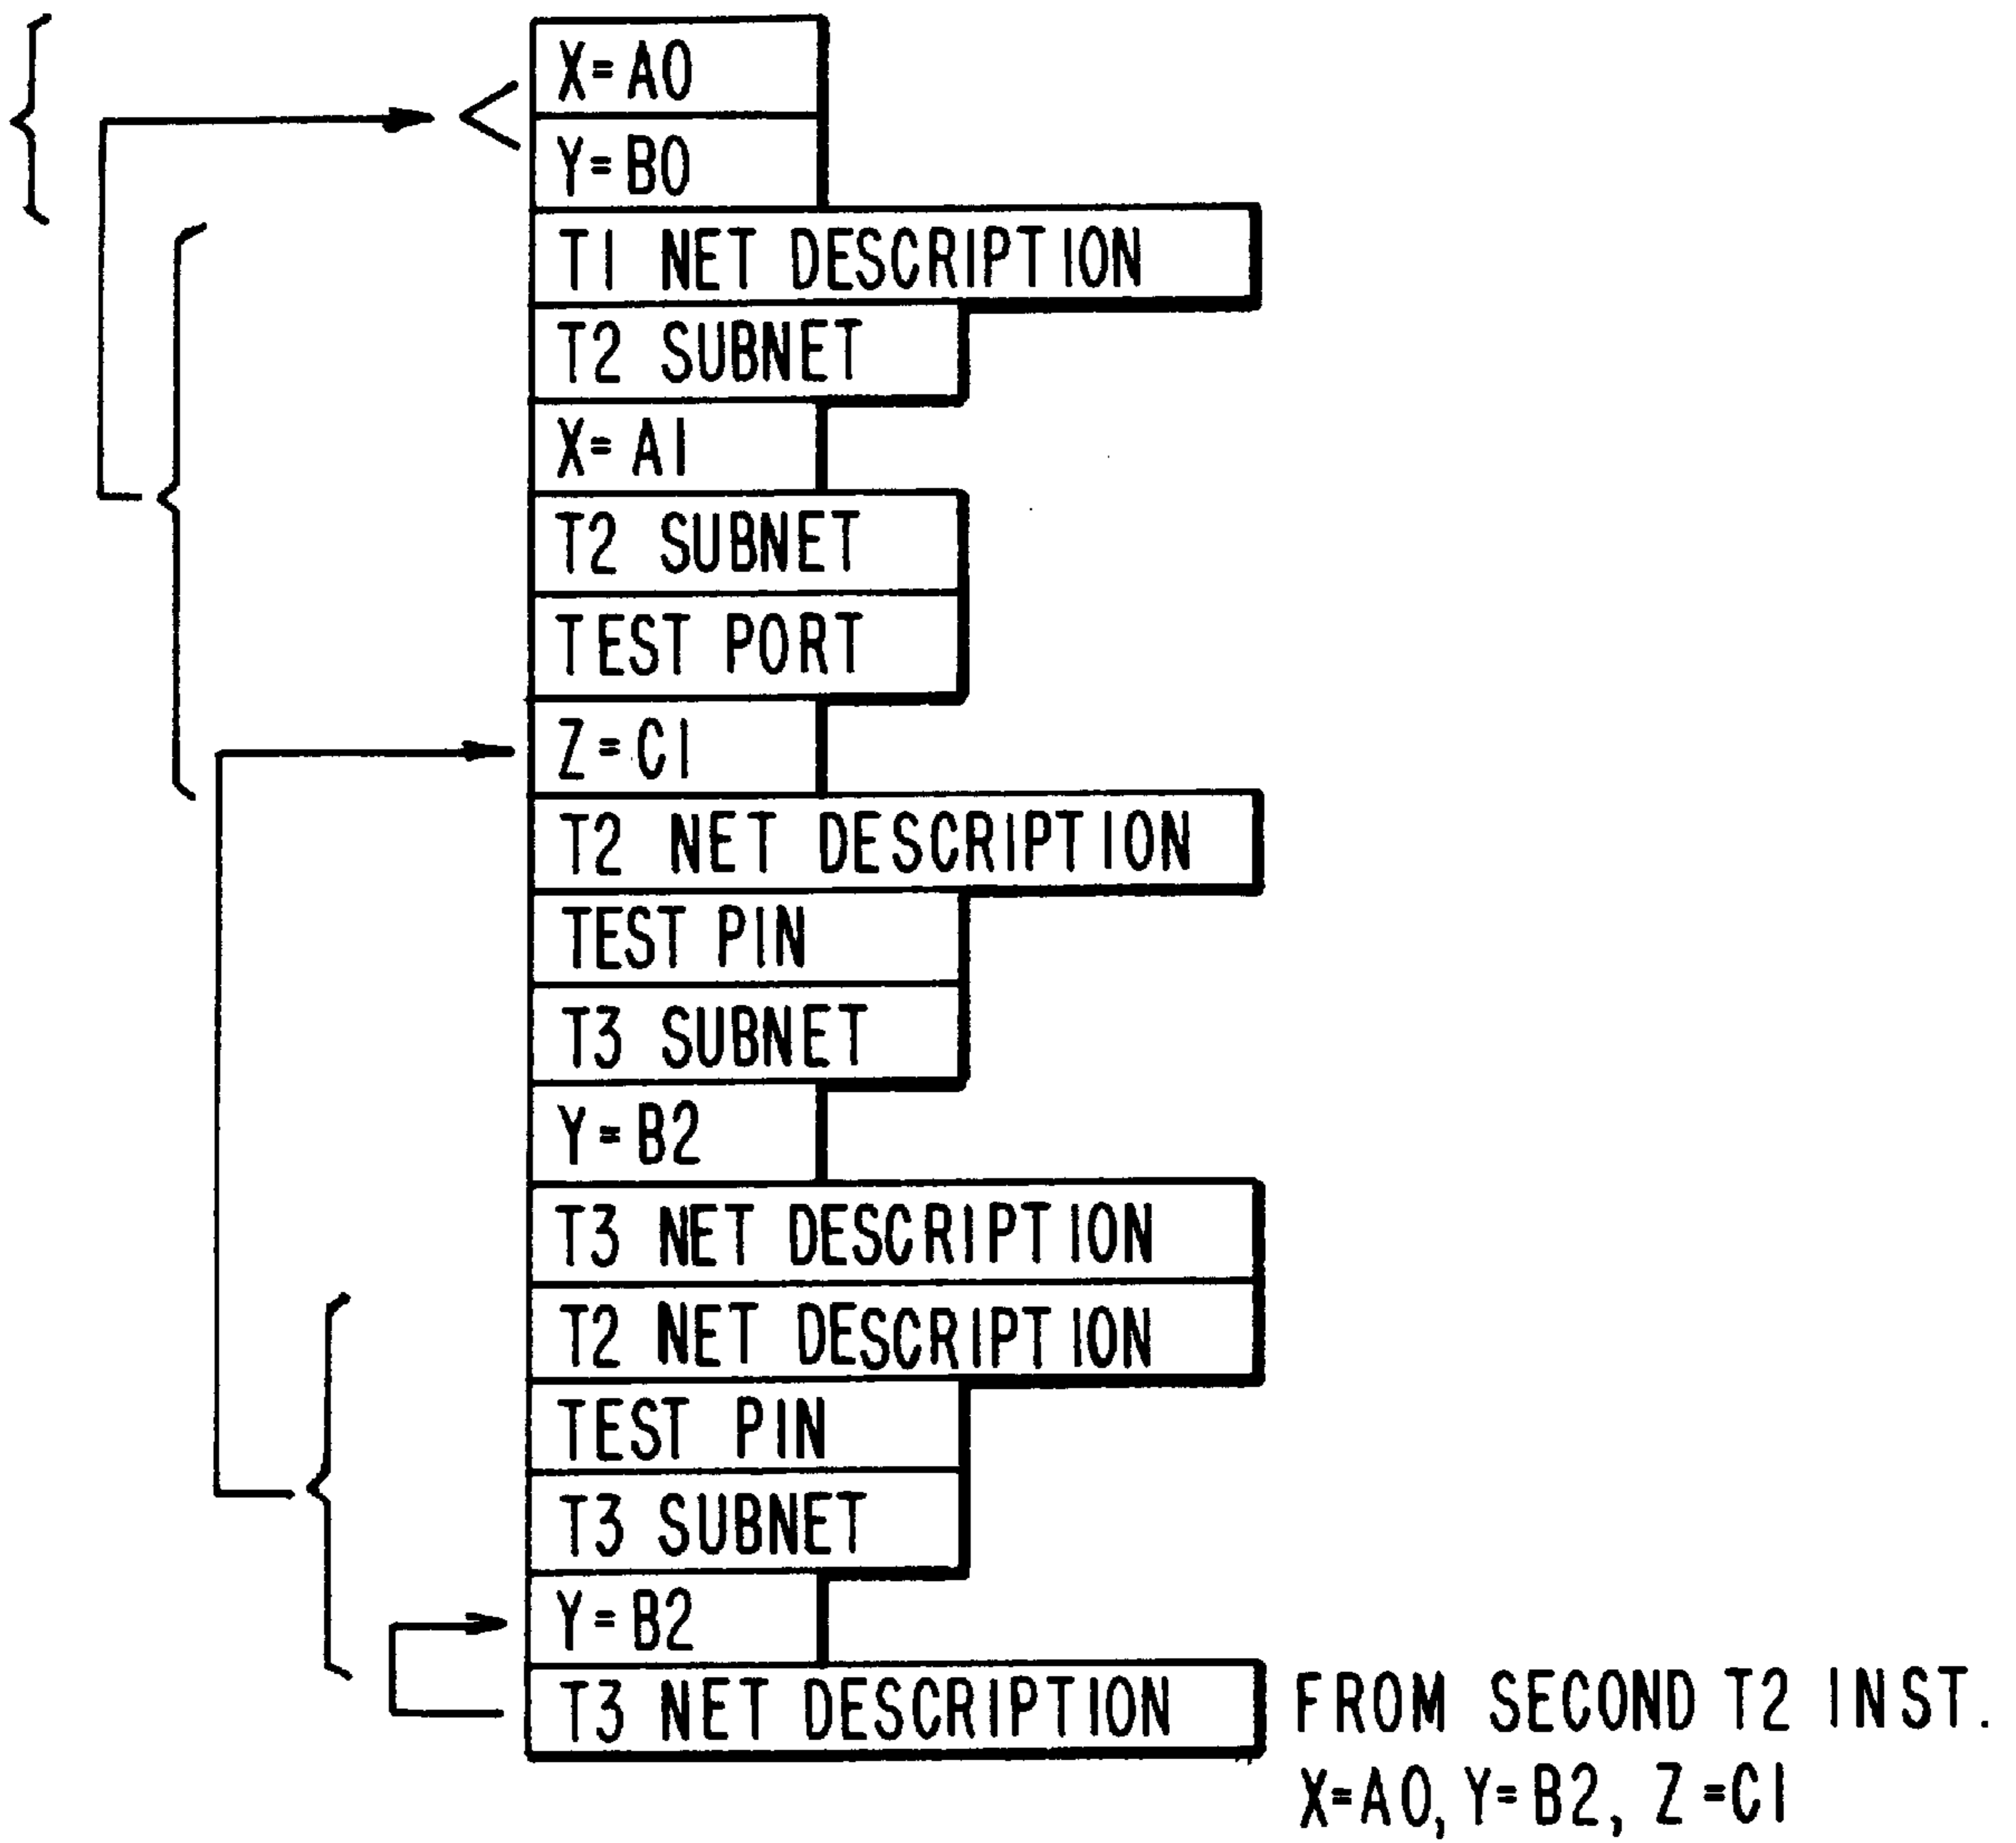 X=A0
Y=B0
T1 NET DESCRIPTION
T2 SUBNET
X=A1
T2 SUBNET
TEST PORT
Z=C1
T2 NET DESCRIPTION
TEST PIN
T3 SUBNET
Y=B2
T3 NET DESCRIPTION
T2 NET DESCRIPTION
TEST PIN
T3 SUBNET
Y=B2
T3 NET DESCRIPTION FROM SECOND T2 INST.
X=A0, Y=B2, Z=C1